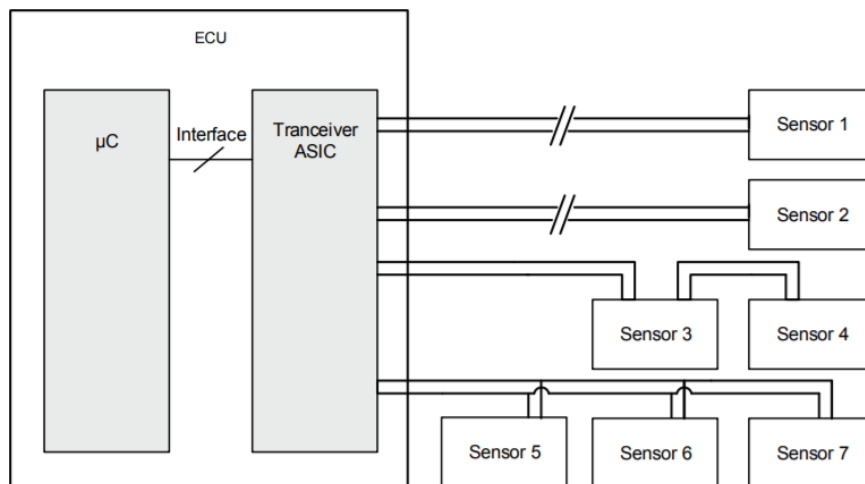 ECU
µC
Interface
Tranceiver
ASIC
Sensor 1
Sensor 2
Sensor 3
Sensor 4
Sensor 5
Sensor 6
Sensor 7